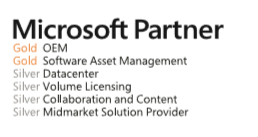 Microsoft Partner
Gold OEM
Gold Software Asset Management
Silver Datacenter
Silver Volume Licensing
Silver Collaboration and Content
Silver Midmarket Solution Provider